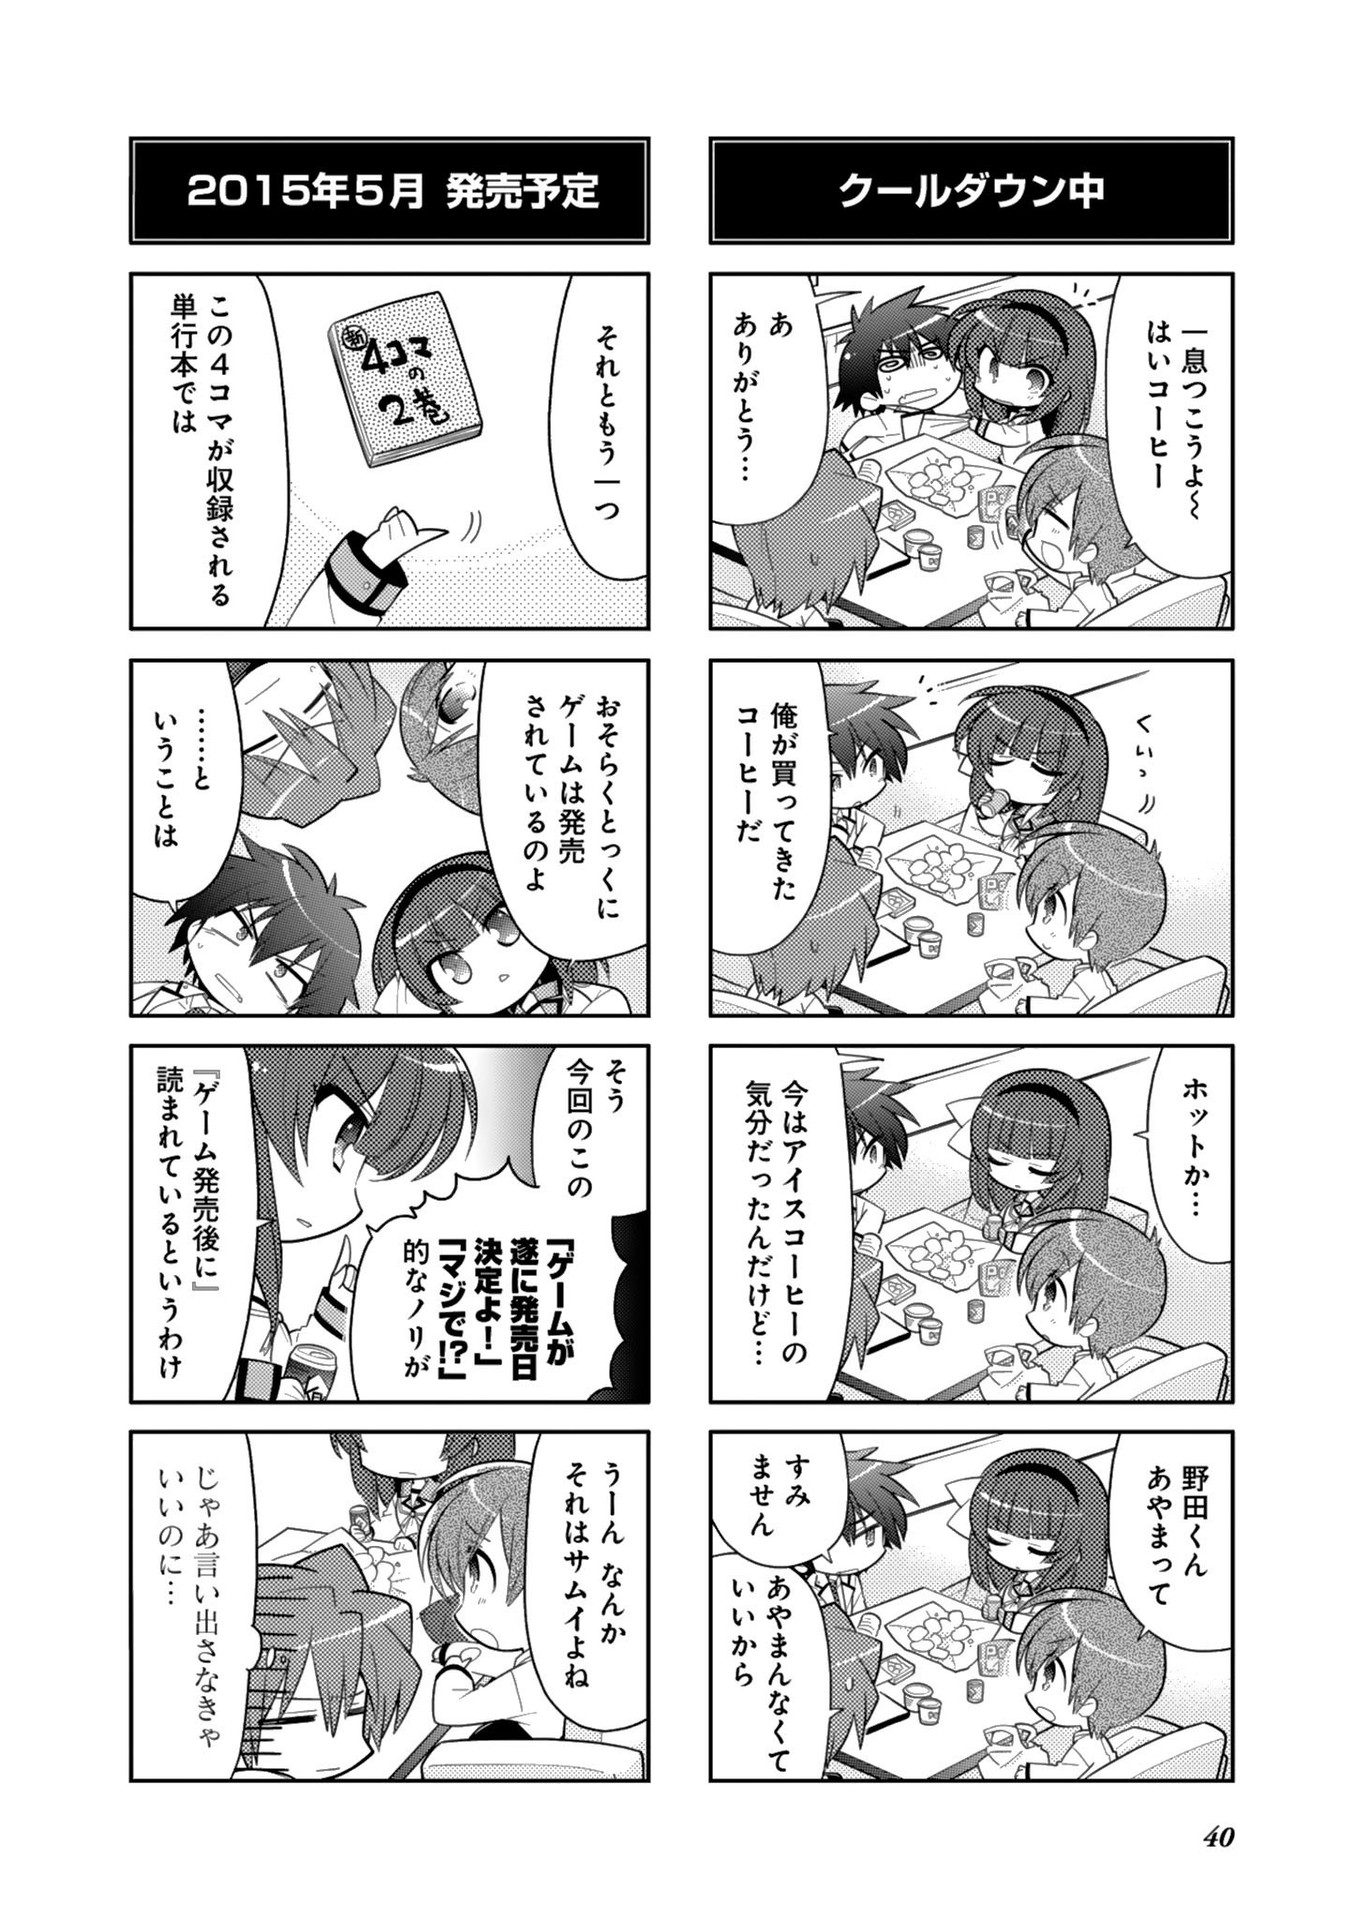 クールダウン中
一息つこうよ～
はいコーヒー
あ
ありがとう…
くいっ
俺が買ってきた
コーヒーだ
ホットか…
今はアイスコーヒーの
気分だったんだけど…
野田くん
あやまって
すみ
ません
あやまんなくて
いいから
2015年5月 発売予定
それともう一つ
新
4コマ
の
2巻
この4コマが収録される
単行本では
おそらくとっくに
ゲームは発売
されているのよ
……と
いうことは
そう
今回のこの
「ゲームが
遂に発売日
決定よ！」
「マジで!?」
的なノリが
『ゲーム発売後に』
読まれているというわけ
うーん なんか
それはサムイよね
じゃあ言い出さなきゃ
いいのに…
40